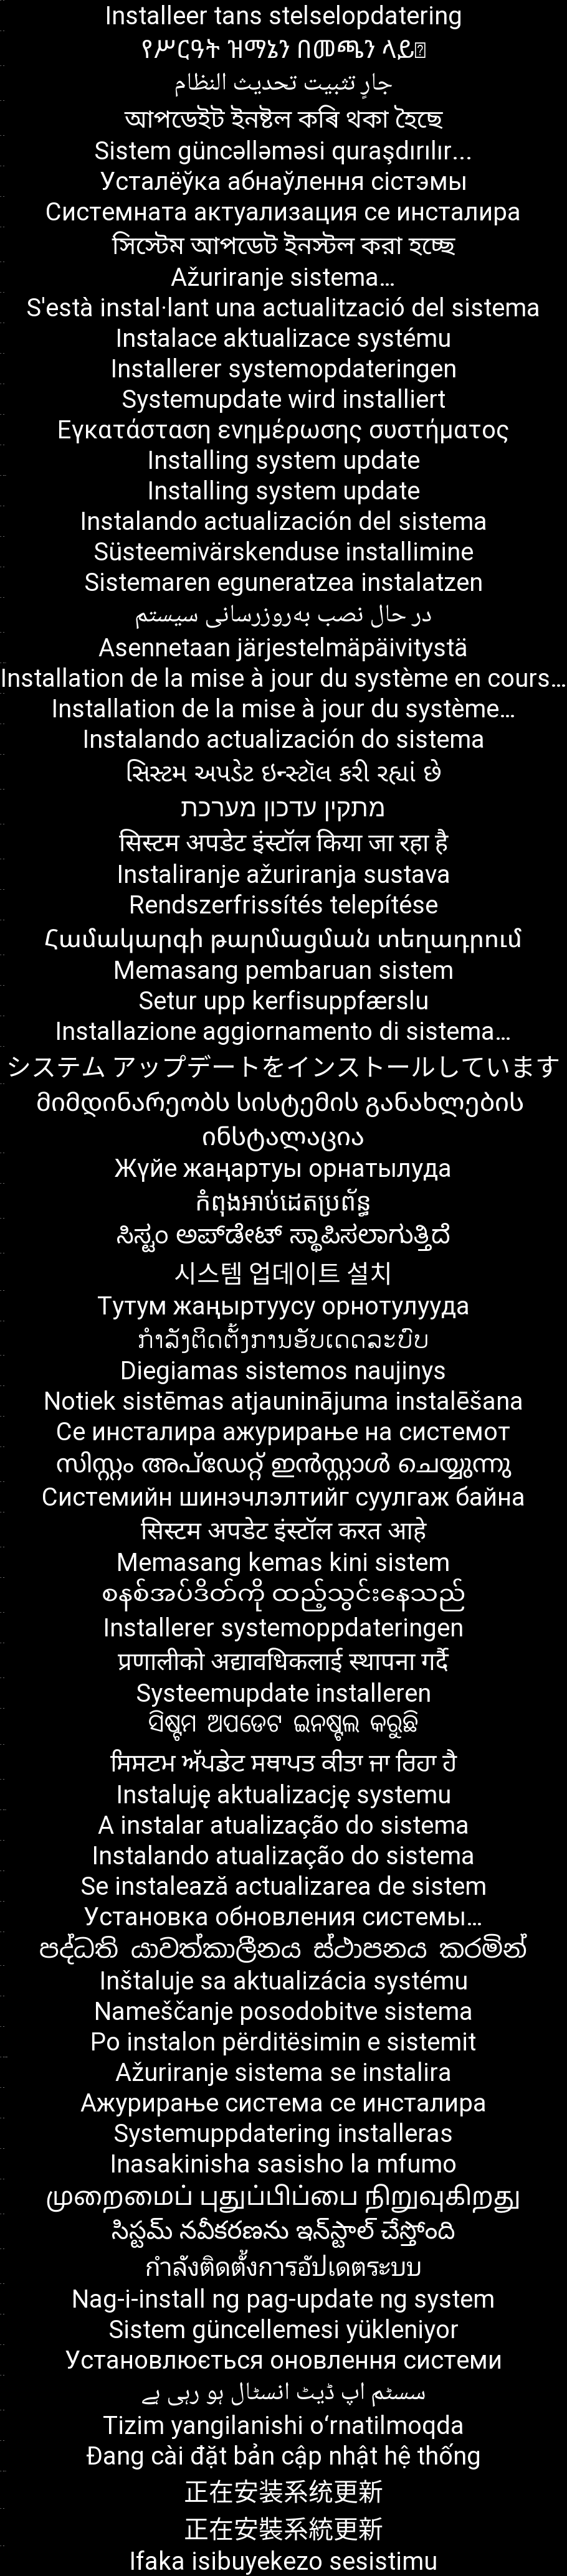 Installeer tans stelselopdatering
የሥርዓት ዝማኔን በመጫን ላይ
جارٍ تثبيت تحديث النظام
আপডেইট ইনষ্টল কৰি থকা হৈছে
Sistem güncəlləməsi quraşdırılır...
Усталёўка абнаўлення сістэмы
Системната актуализация се инсталира
সিস্টেম আপডেট ইনস্টল করা হচ্ছে
Ažuriranje sistema…
S'està instal·lant una actualització del sistema
Instalace aktualizace systému
Installerer systemopdateringen
Systemupdate wird installiert
Εγκατάσταση ενημέρωσης συστήματος
Installing system update
Installing system update
Instalando actualización del sistema
Süsteemivärskenduse installimine
Sistemaren eguneratzea instalatzen
در حال نصب به‌روزرسانی سیستم
Asennetaan järjestelmäpäivitystä
Installation de la mise à jour du système en cours…
Installation de la mise à jour du système…
Instalando actualización do sistema
સિસ્ટમ અપડેટ ઇન્સ્ટૉલ કરી રહ્યાં છે
מתקין עדכון מערכת
सिस्टम अपडेट इंस्टॉल किया जा रहा है
Instaliranje ažuriranja sustava
Rendszerfrissítés telepítése
Համակարգի թարմացման տեղադրում
Memasang pembaruan sistem
Setur upp kerfisuppfærslu
Installazione aggiornamento di sistema…
システム アップデートをインストールしています
მიმდინარეობს სისტემის განახლების
ინსტალაცია
Жүйе жаңартуы орнатылуда
កំពុងអាប់ដេតប្រព័ន្ធ
ಸಿಸ್ಟಂ ಅಪ್‌ಡೇಟ್ ಸ್ಥಾಪಿಸಲಾಗುತ್ತಿದೆ
시스템 업데이트 설치
Тутум жаңыртуусу орнотулууда
ກຳລັງຕິດຕັ້ງການອັບເດດລະບົບ
Diegiamas sistemos naujinys
Notiek sistēmas atjauninājuma instalēšana
Се инсталира ажурирање на системот
സിസ്റ്റം അപ്ഡേറ്റ് ഇൻസ്റ്റാൾ ചെയ്യുന്നു
Системийн шинэчлэлтийг суулгаж байна
सिस्टम अपडेट इंस्टॉल करत आहे
Memasang kemas kini sistem
စနစ်အပ်ဒိတ်ကို ထည့်သွင်းနေသည်
Installerer systemoppdateringen
प्रणालीको अद्यावधिकलाई स्थापना गर्दै
Systeemupdate installeren
ସିଷ୍ଟମ ଅପଡେଟ ଇନଷ୍ଟଲ କରୁଛି
ਸਿਸਟਮ ਅੱਪਡੇਟ ਸਥਾਪਤ ਕੀਤਾ ਜਾ ਰਿਹਾ ਹੈ
Instaluję aktualizację systemu
A instalar atualização do sistema
Instalando atualização do sistema
Se instalează actualizarea de sistem
Установка обновления системы…
පද්ධති යාවත්කාලීනය ස්ථාපනය කරමින්
Inštaluje sa aktualizácia systému
Nameščanje posodobitve sistema
Po instalon përditësimin e sistemit
Ažuriranje sistema se instalira
Ажурирање система се инсталира
Systemuppdatering installeras
Inasakinisha sasisho la mfumo
முறைமைப் புதுப்பிப்பை நிறுவுகிறது
సిస్టమ్ నవీకరణను ఇన్‌స్టాల్ చేస్తోంది
กำลังติดตั้งการอัปเดตระบบ
Nag-i-install ng pag-update ng system
Sistem güncellemesi yükleniyor
Установлюється оновлення системи
سسٹم اپ ڈیٹ انسٹال ہو رہی ہے
Tizim yangilanishi o‘rnatilmoqda
Đang cài đặt bản cập nhật hệ thống
正在安装系统更新
正在安裝系統更新
Ifaka isibuyekezo sesistimu